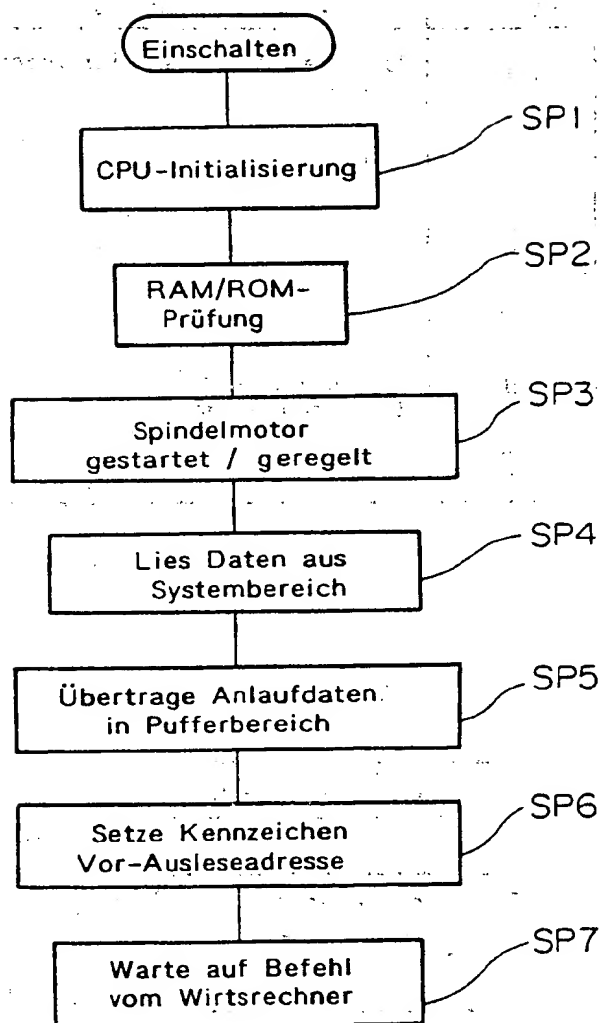 Einschalten
SP1
CPU-Initialisierung
SP2
RAM/ROM-
Prüfung
SP3
Spindelmotor
gestartet / geregelt
SP4
Lies Daten aus
Systembereich
SP5
Übertrage Anlaufdaten
in Pufferbereich
SP6
Setze Kennzeichen
Vor-Ausleseadresse
SP7
Warte auf Befehl
vom Wirtsrechner